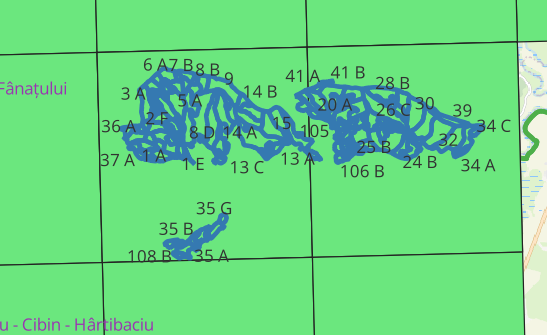 6 A 7 B 8 B 9
41 A 41 B
Fânațului
3 A 5 A 14 B 28 B
20 A 26 C 30 39
36 A 2 F 8 D 14 A 15 105 32 34 C
37 A 1 A 1 E 13 C 13 A 25 B 24 B 34 A
106 B
35 G
35 B
108 B 35 A
u - Cibin - Hârtibaciu